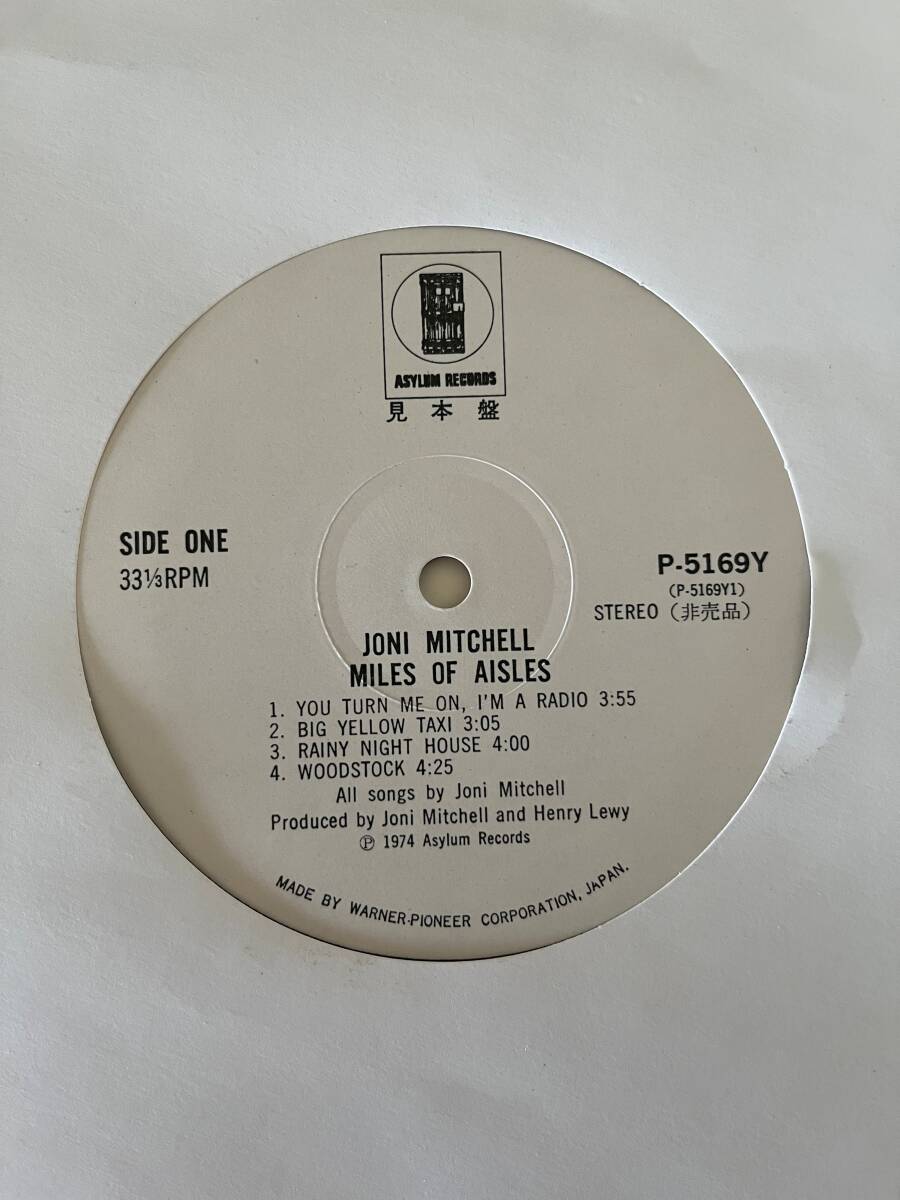 ASYLUM RECORDS
見本盤
SIDE ONE
33⅓RPM
P-5169Y
(P-5169Y1)
STEREO (非売品)
JONI MITCHELL
MILES OF AISLES
1. YOU TURN ME ON, I'M A RADIO 3:55
2. BIG YELLOW TAXI 3:05
3. RAINY NIGHT HOUSE 4:00
4. WOODSTOCK 4:25
All songs by Joni Mitchell
Produced by Joni Mitchell and Henry Lewy
Ⓟ 1974 Asylum Records
MADE BY WARNER-PIONEER CORPORATION, JAPAN.